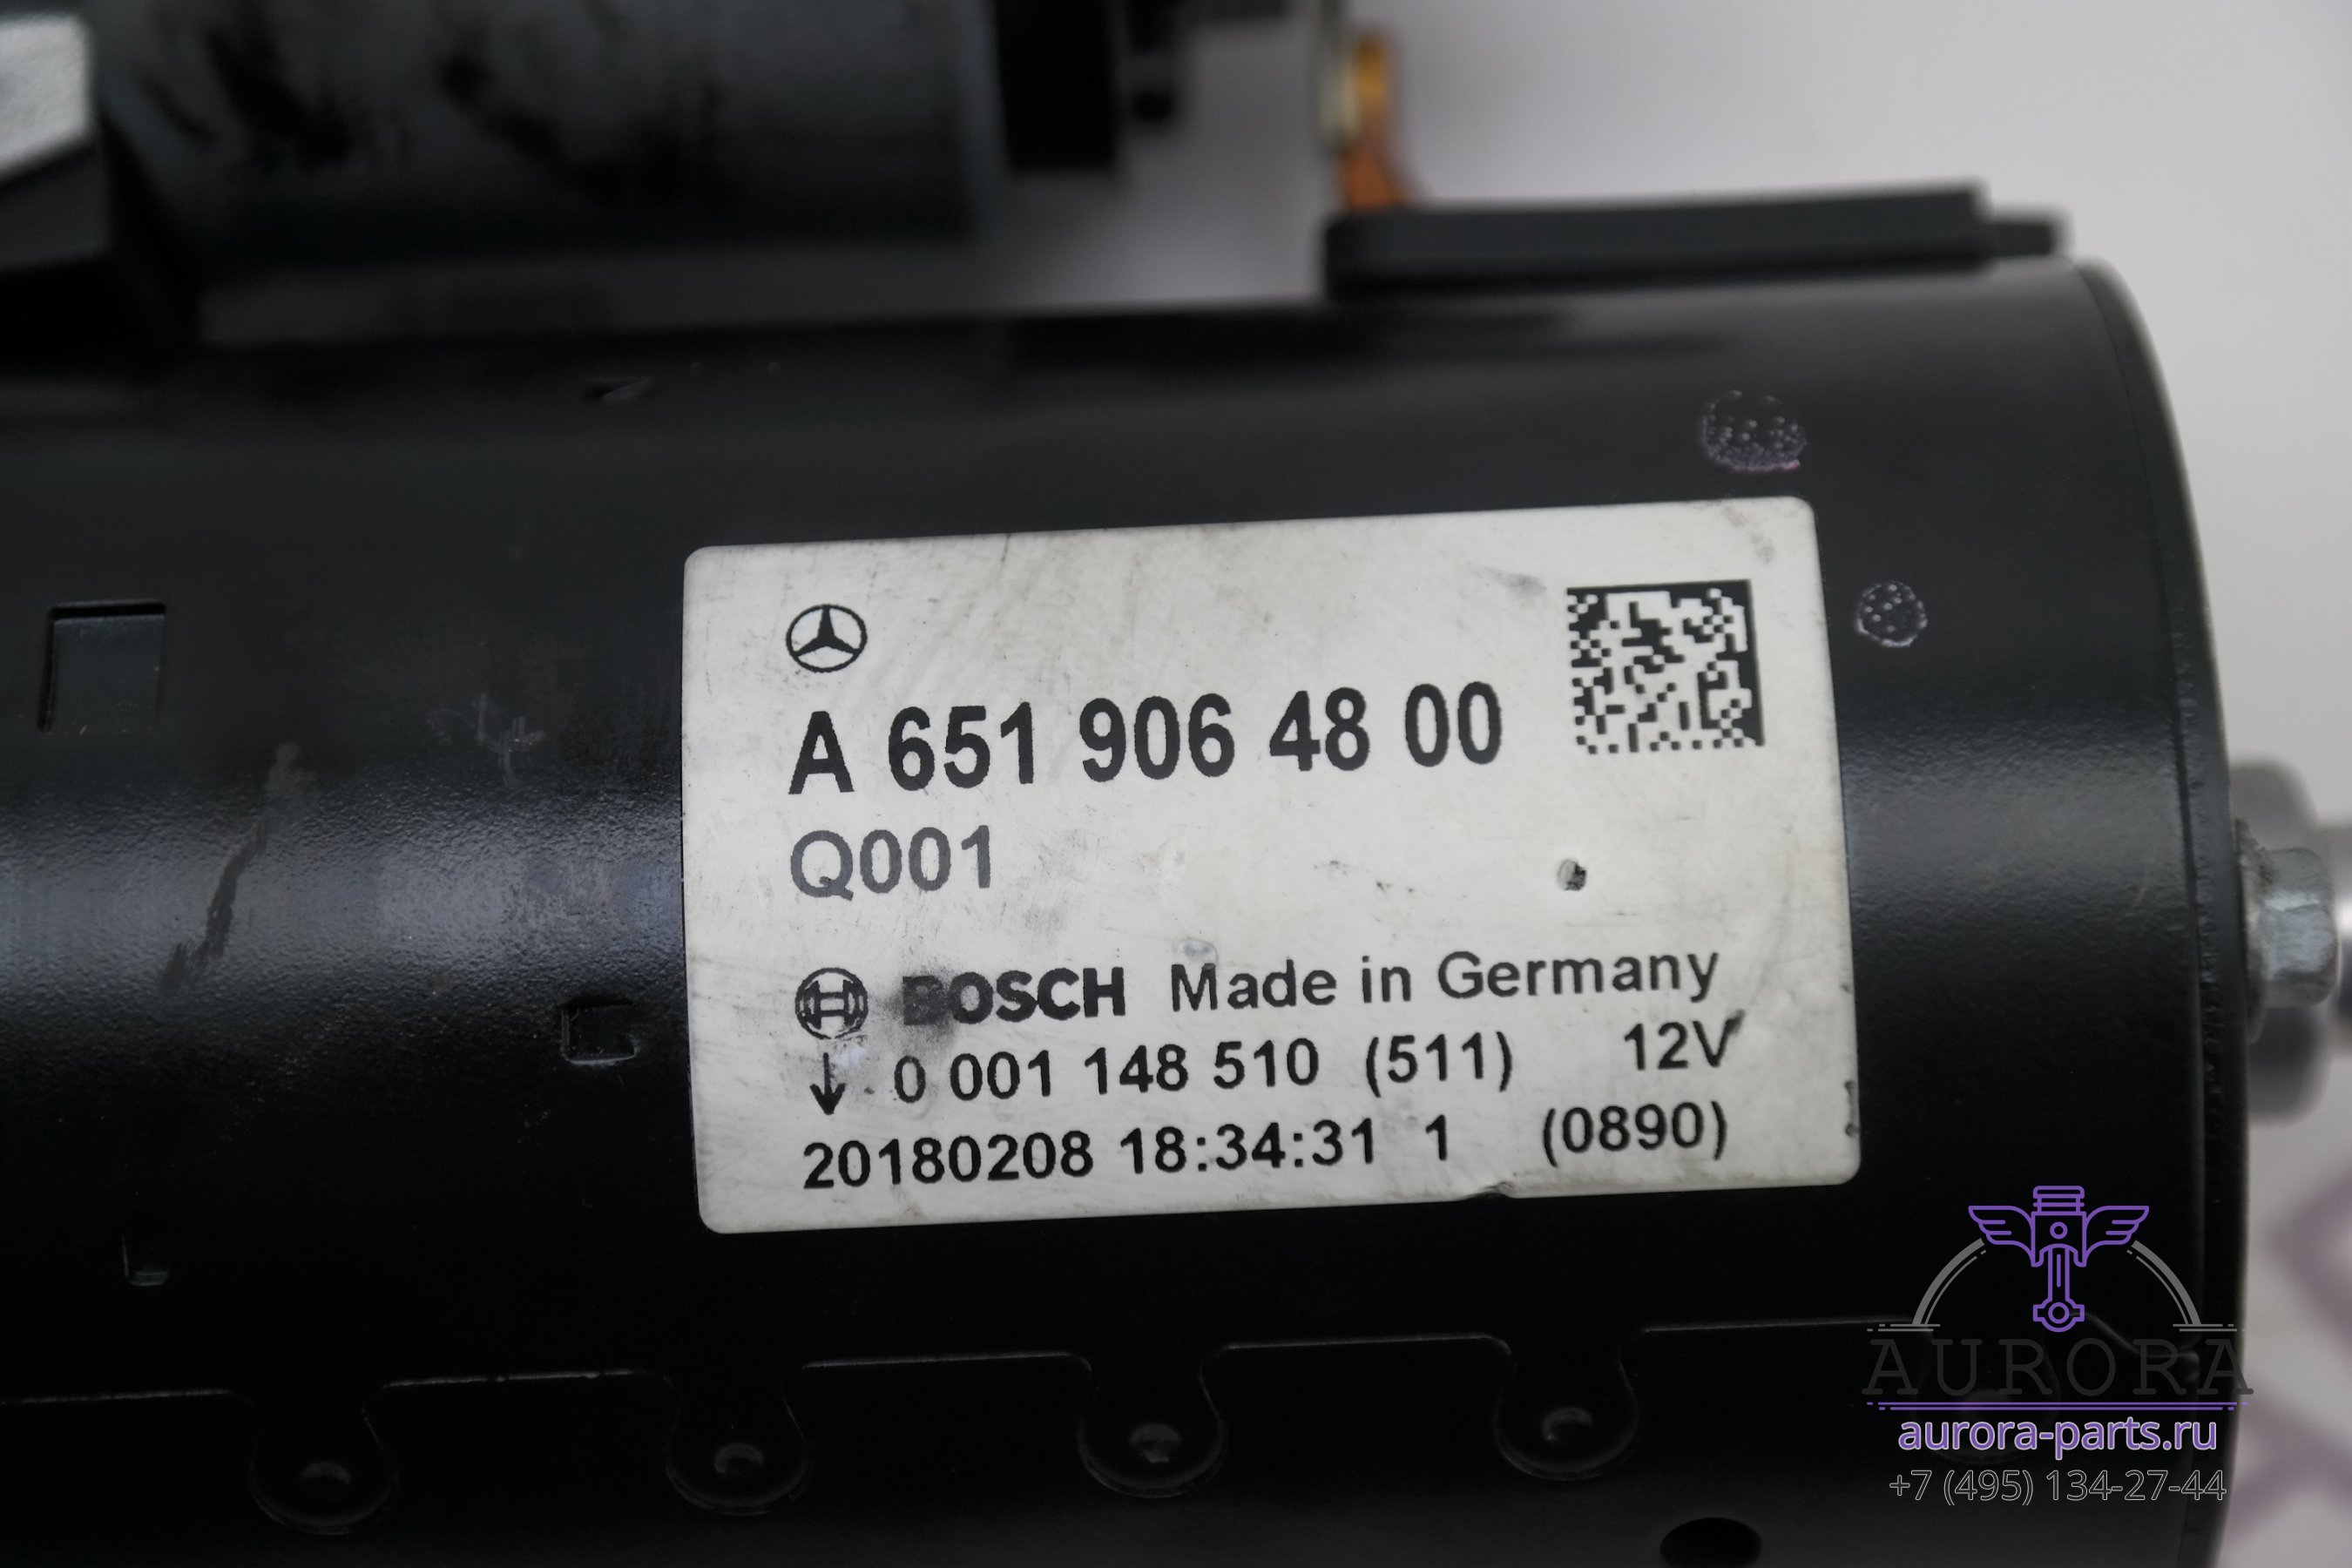 A 651 906 48 00
Q001
BOSCH Made in Germany
0 001 148 510 (511) 12V
20180208 18:34:31 1 (0890)
AURORA
aurora-parts.ru
+7 (495) 134-27-44